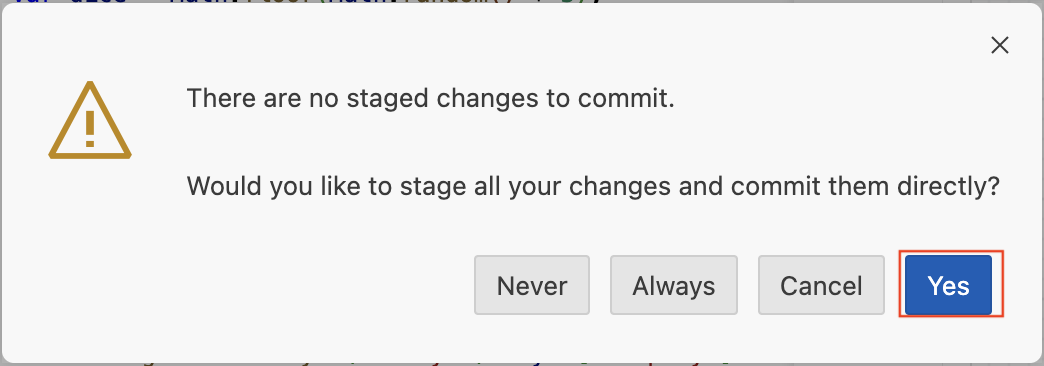 There are no staged changes to commit.
Would you like to stage all your changes and commit them directly?
Never
Always
Cancel
Yes